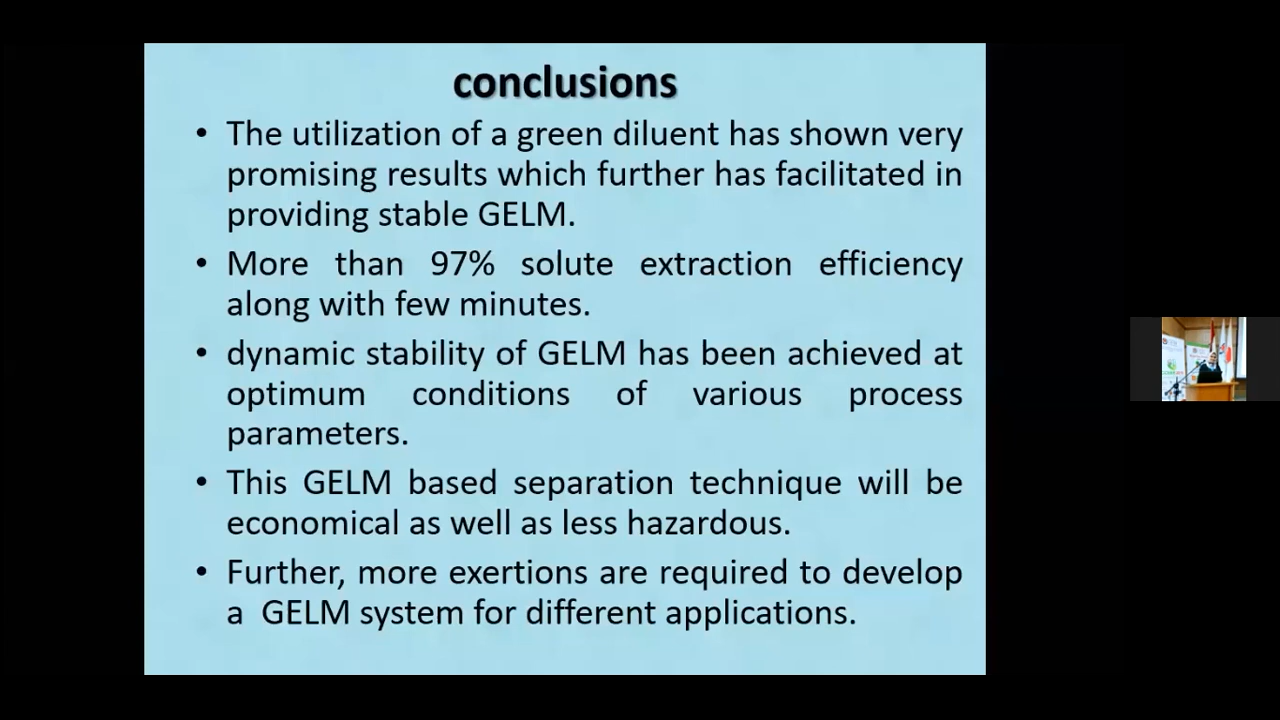 conclusions
• The utilization of a green diluent has shown very
promising results which further has facilitated in
providing stable GELM.
• More than 97% solute extraction efficiency
along with few minutes.
• dynamic stability of GELM has been achieved at
optimum conditions of various process
parameters.
• This GELM based separation technique will be
economical as well as less hazardous.
• Further, more exertions are required to develop
a GELM system for different applications.